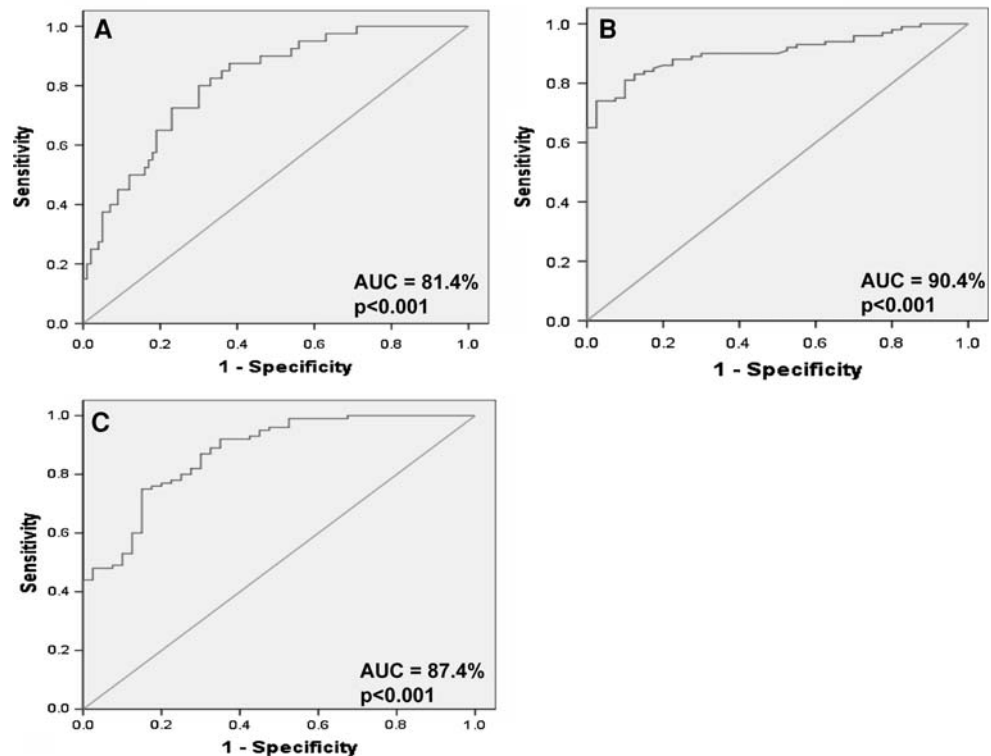 A
Sensitivity
1.0
0.8
0.6
0.4
0.2
0.0
AUC = 81.4%
p<0.001
0.0 0.2 0.4 0.6 0.8 1.0
1 - Specificity
B
Sensitivity
1.0
0.8
0.6
0.4
0.2
0.0
AUC = 90.4%
p<0.001
0.0 0.2 0.4 0.6 0.8 1.0
1 - Specificity
C
Sensitivity
1.0
0.8
0.6
0.4
0.2
0.0
AUC = 87.4%
p<0.001
0.0 0.2 0.4 0.6 0.8 1.0
1 - Specificity